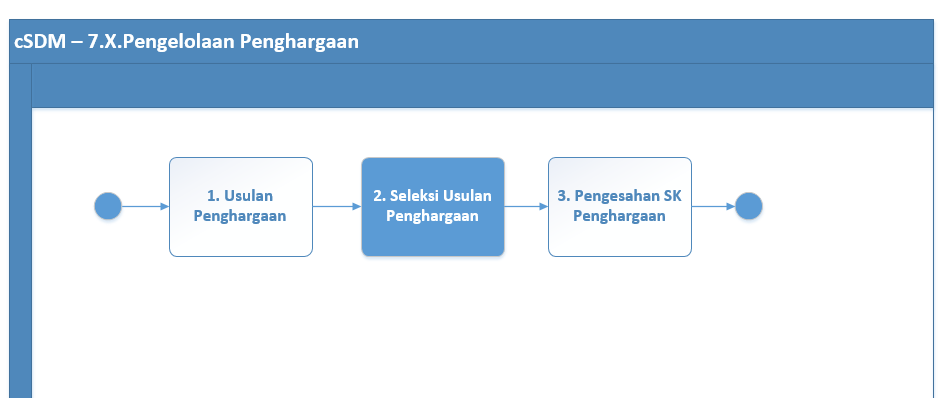 cSDM – 7.X.Pengelolaan Penghargaan
1. Usulan
Penghargaan
2. Seleksi Usulan
Penghargaan
3. Pengesahan SK
Penghargaan